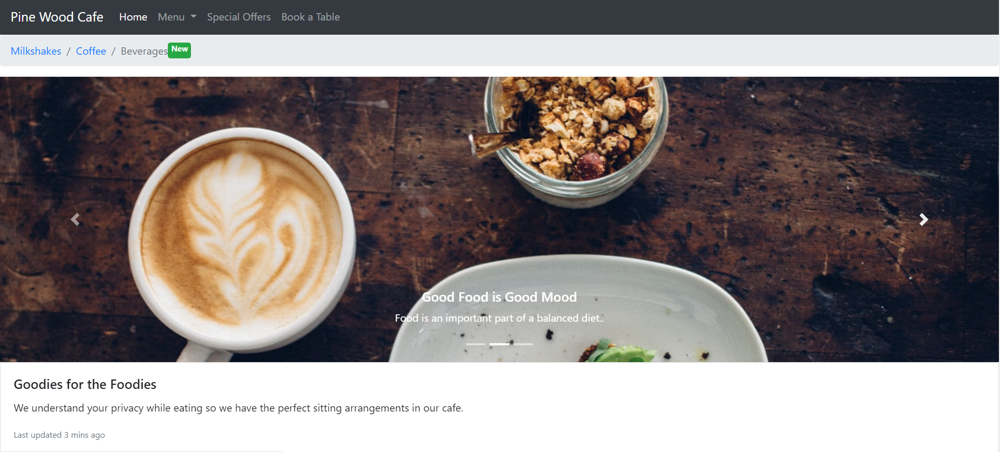 Pine Wood Cafe Home Menu Special Offers Book a Table
Milkshakes / Coffee / Beverages New
Good Food is Good Mood
Food is an important part of a balanced diet..
Goodies for the Foodies
We understand your privacy while eating so we have the perfect sitting arrangements in our cafe.
Last updated 3 mins ago